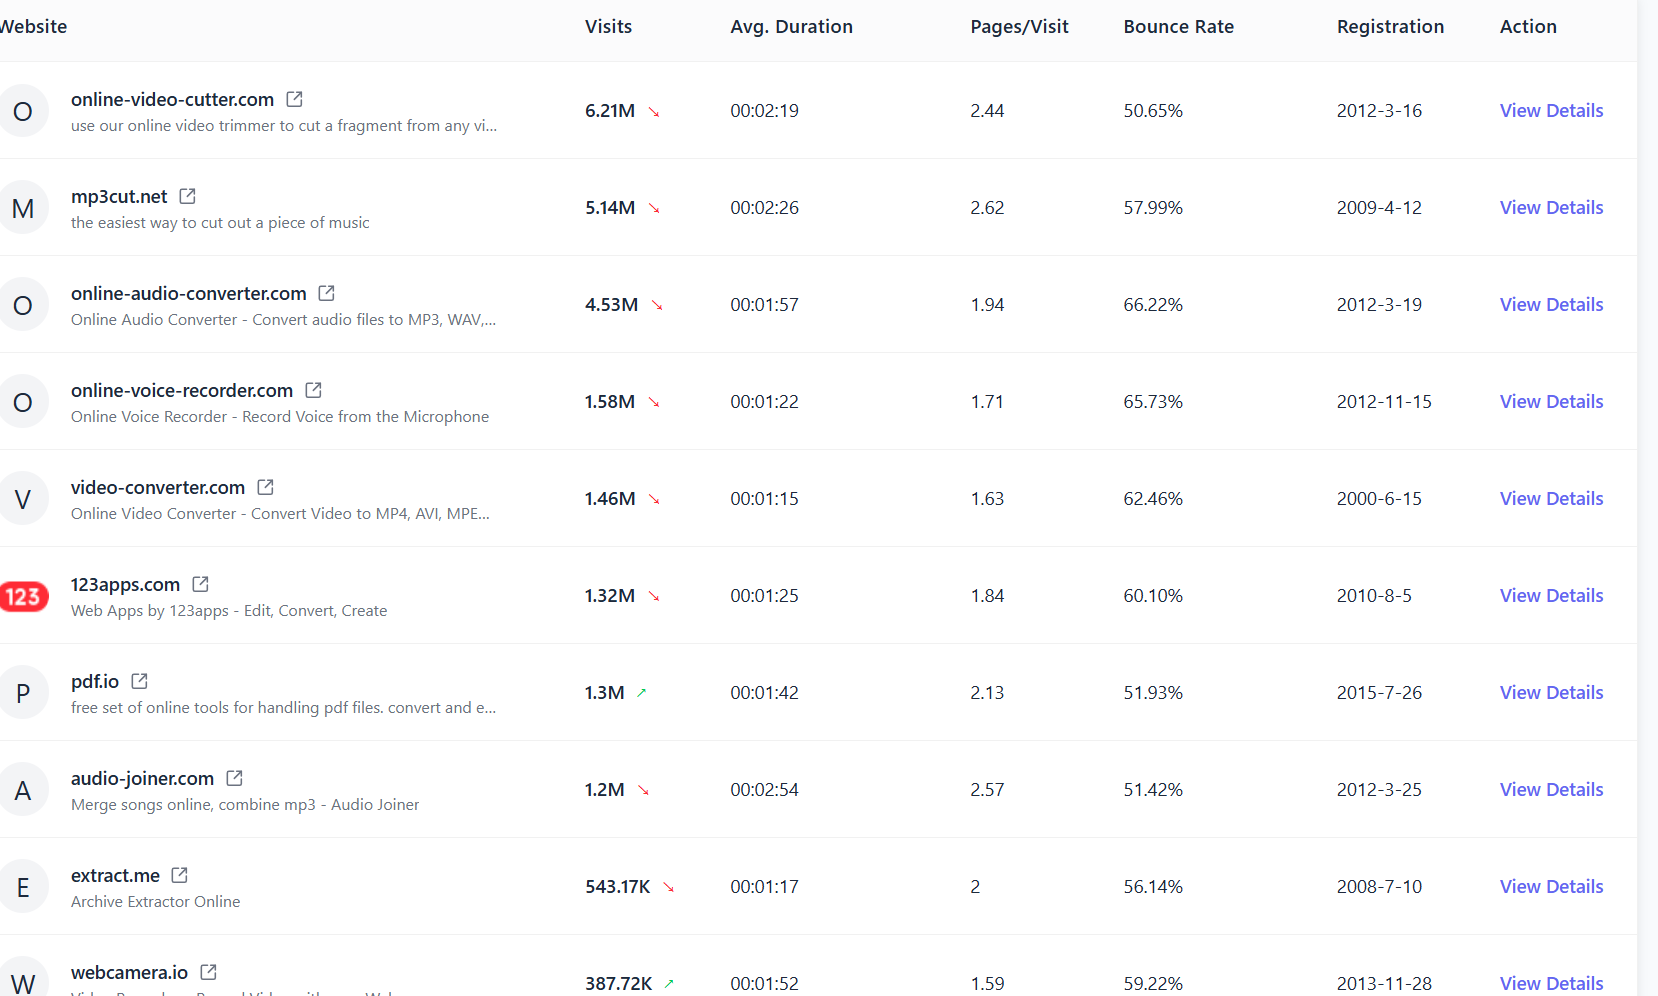 Website Visits Avg. Duration Pages/Visit Bounce Rate Registration Action
O online-video-cutter.com 6.21M 00:02:19 2.44 50.65% 2012-3-16 View Details
use our online video trimmer to cut a fragment from any vi...
M mp3cut.net 5.14M 00:02:26 2.62 57.99% 2009-4-12 View Details
the easiest way to cut out a piece of music
O online-audio-converter.com 4.53M 00:01:57 1.94 66.22% 2012-3-19 View Details
Online Audio Converter - Convert audio files to MP3, WAV,...
O online-voice-recorder.com 1.58M 00:01:22 1.71 65.73% 2012-11-15 View Details
Online Voice Recorder - Record Voice from the Microphone
V video-converter.com 1.46M 00:01:15 1.63 62.46% 2000-6-15 View Details
Online Video Converter - Convert Video to MP4, AVI, MPE...
123 123apps.com 1.32M 00:01:25 1.84 60.10% 2010-8-5 View Details
Web Apps by 123apps - Edit, Convert, Create
P pdf.io 1.3M 00:01:42 2.13 51.93% 2015-7-26 View Details
free set of online tools for handling pdf files. convert and e...
A audio-joiner.com 1.2M 00:02:54 2.57 51.42% 2012-3-25 View Details
Merge songs online, combine mp3 - Audio Joiner
E extract.me 543.17K 00:01:17 2 56.14% 2008-7-10 View Details
Archive Extractor Online
W webcamera.io 387.72K 00:01:52 1.59 59.22% 2013-11-28 View Details